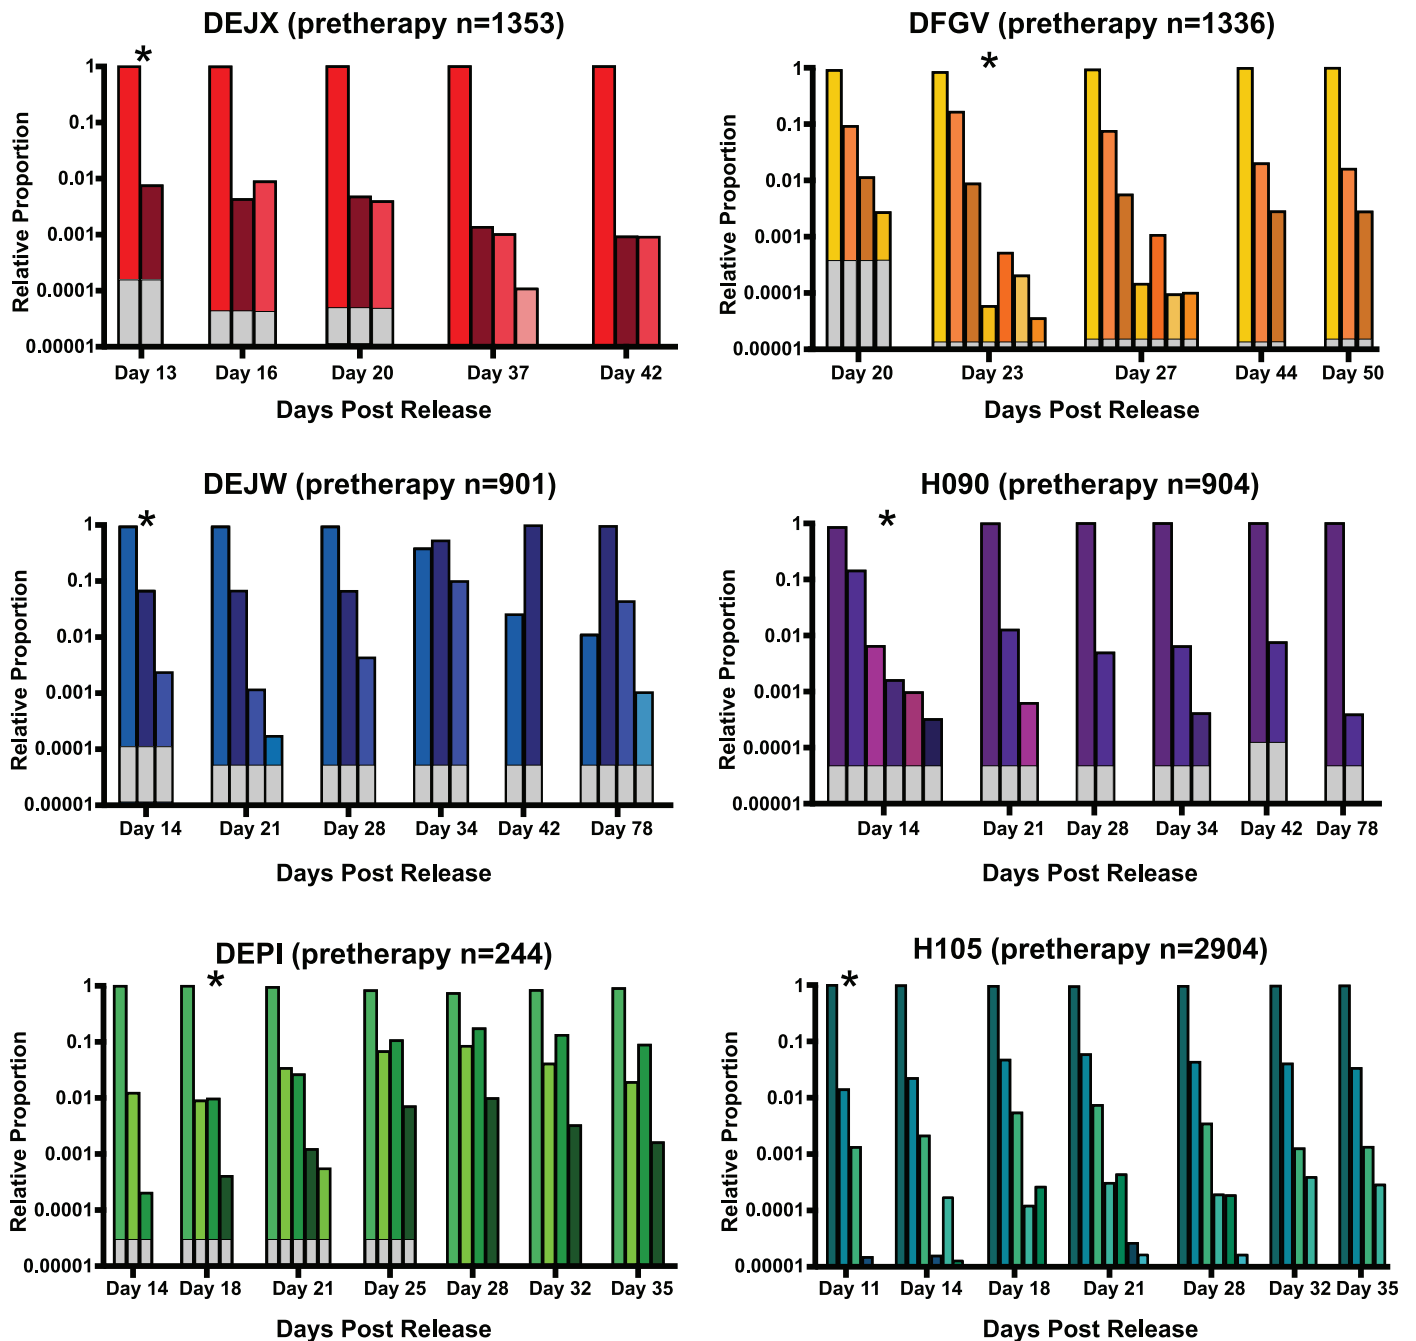 DEJX (pretherapy n=1353)
*
Relative Proportion
1
0.1
0.01
0.001
0.0001
0.00001
Day 13 Day 16 Day 20 Day 37 Day 42
Days Post Release
DFGV (pretherapy n=1336)
*
Relative Proportion
1
0.1
0.01
0.001
0.0001
0.00001
Day 20 Day 23 Day 27 Day 44 Day 50
Days Post Release
DEJW (pretherapy n=901)
*
Relative Proportion
1
0.1
0.01
0.001
0.0001
0.00001
Day 14 Day 21 Day 28 Day 34 Day 42 Day 78
Days Post Release
H090 (pretherapy n=904)
*
Relative Proportion
1
0.1
0.01
0.001
0.0001
0.00001
Day 14 Day 21 Day 28 Day 34 Day 42 Day 78
Days Post Release
DEPI (pretherapy n=244)
*
Relative Proportion
1
0.1
0.01
0.001
0.0001
0.00001
Day 14 Day 18 Day 21 Day 25 Day 28 Day 32 Day 35
Days Post Release
H105 (pretherapy n=2904)
*
Relative Proportion
1
0.1
0.01
0.001
0.0001
0.00001
Day 11 Day 14 Day 18 Day 21 Day 28 Day 32 Day 35
Days Post Release